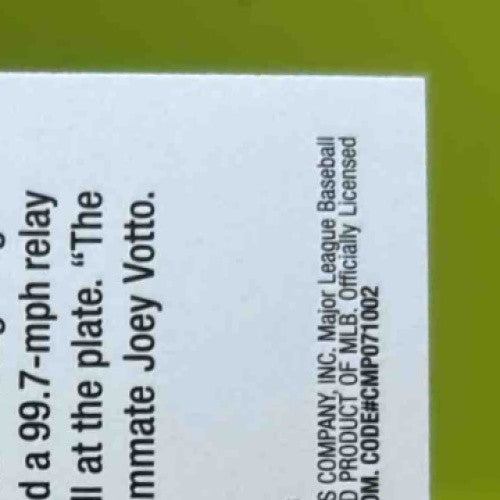 d a 99.7-mph relay
ll at the plate. “The
mmate Joey Votto.
S COMPANY, INC. Major League Baseball
D PRODUCT OF MLB. Officially Licensed
OM. CODE#CMP071002